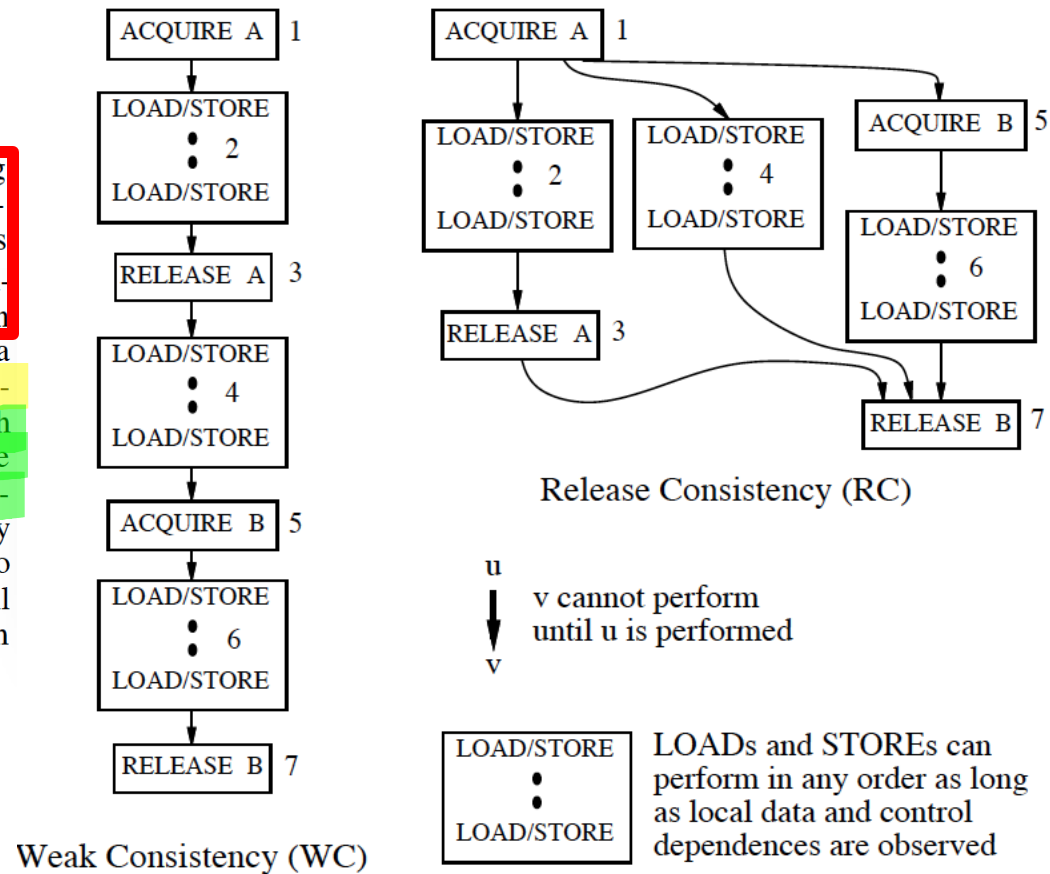 ACQUIRE A 1
LOAD/STORE
2
LOAD/STORE
RELEASE A 3
LOAD/STORE
4
LOAD/STORE
ACQUIRE B 5
LOAD/STORE
6
LOAD/STORE
RELEASE B 7
Weak Consistency (WC)
ACQUIRE A 1
LOAD/STORE
2
LOAD/STORE
RELEASE A 3
LOAD/STORE
4
LOAD/STORE
ACQUIRE B 5
LOAD/STORE
6
LOAD/STORE
RELEASE B 7
Release Consistency (RC)
u
v
v cannot perform
until u is performed
LOAD/STORE
LOAD/STORE
LOADs and STOREs can
perform in any order as long
as local data and control
dependences are observed